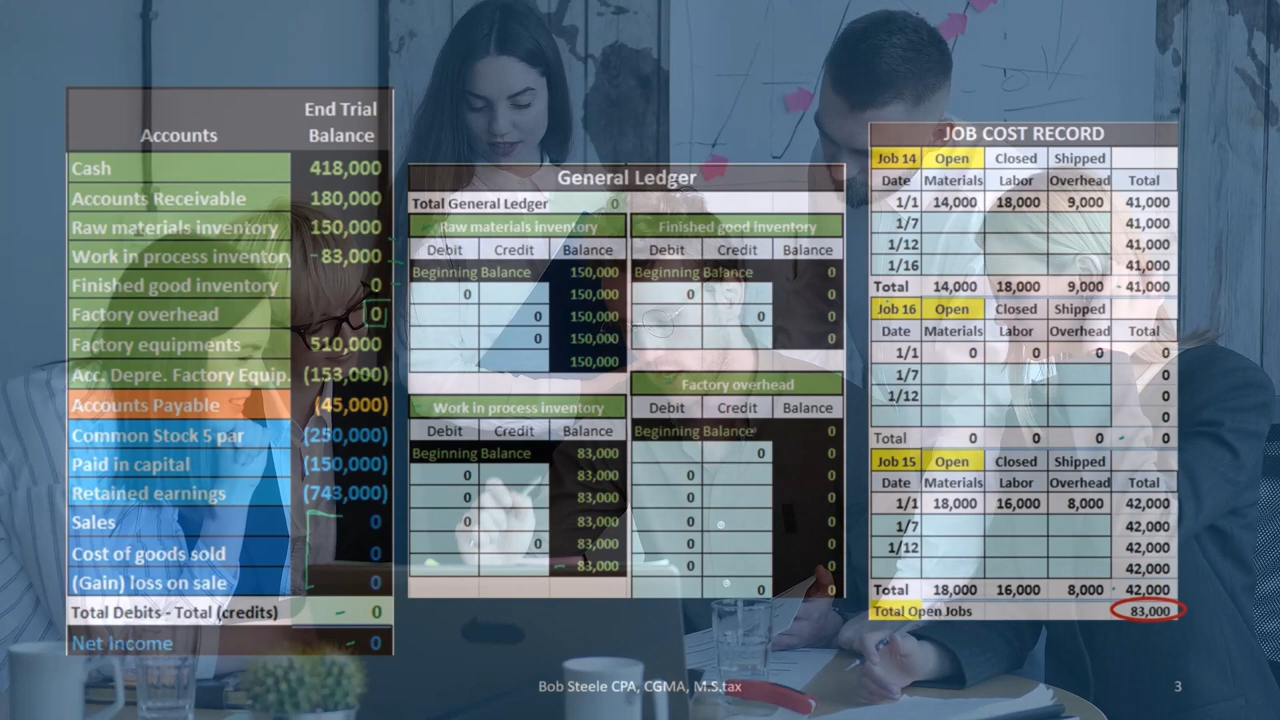 Accounts End Trial Balance
Cash 418,000
Accounts Receivable 180,000
Raw materials inventory 150,000
Work in process inventory 83,000
Finished good inventory 0
Factory overhead 0
Factory equipments 510,000
Acc. Depre. Factory Equip. (153,000)
Accounts Payable (45,000)
Common Stock 5 par (250,000)
Paid in capital (150,000)
Retained earnings (743,000)
Sales 0
Cost of goods sold 0
(Gain) loss on sale 0
Total Debits - Total (credits) 0
Net Income 0
General Ledger
Total General Ledger 0
Raw materials inventory
Debit Credit Balance
Beginning Balance 150,000
0 150,000
0 150,000
0 150,000
150,000
Finished good inventory
Debit Credit Balance
Beginning Balance 0
0 0
0 0
0
Work in process inventory
Debit Credit Balance
Beginning Balance 83,000
0 83,000
0 83,000
0 83,000
0 83,000
83,000
Factory overhead
Debit Credit Balance
Beginning Balance 0
0 0
0 0
0 0
0 0
0 0
0
0 0
JOB COST RECORD
Job 14 Open Closed Shipped
Date Materials Labor Overhead Total
1/1 14,000 18,000 9,000 41,000
1/7 41,000
1/12 41,000
1/16 41,000
Total 14,000 18,000 9,000 41,000
Job 16 Open Closed Shipped
Date Materials Labor Overhead Total
1/1 0 0 0 0
1/7 0
1/12 0
0
Total 0 0 0 0
Job 15 Open Closed Shipped
Date Materials Labor Overhead Total
1/1 18,000 16,000 8,000 42,000
1/7 42,000
1/12 42,000
42,000
Total 18,000 16,000 8,000 42,000
Total Open Jobs 83,000
Bob Steele CPA, CGMA, M.S.tax
3